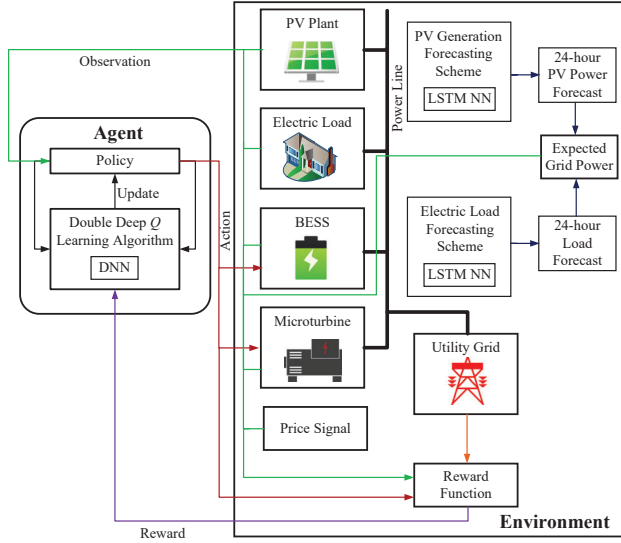 Observation
Agent
Policy
Update
Double Deep Q
Learning Algorithm
DNN
Reward
Action
PV Plant
Electric Load
BESS
Microturbine
Price Signal
Power Line
PV Generation
Forecasting
Scheme
LSTM NN
24-hour
PV Power
Forecast
Expected
Grid Power
Electric Load
Forecasting
Scheme
LSTM NN
24-hour
Load
Forecast
Utility Grid
Reward
Function
Environment